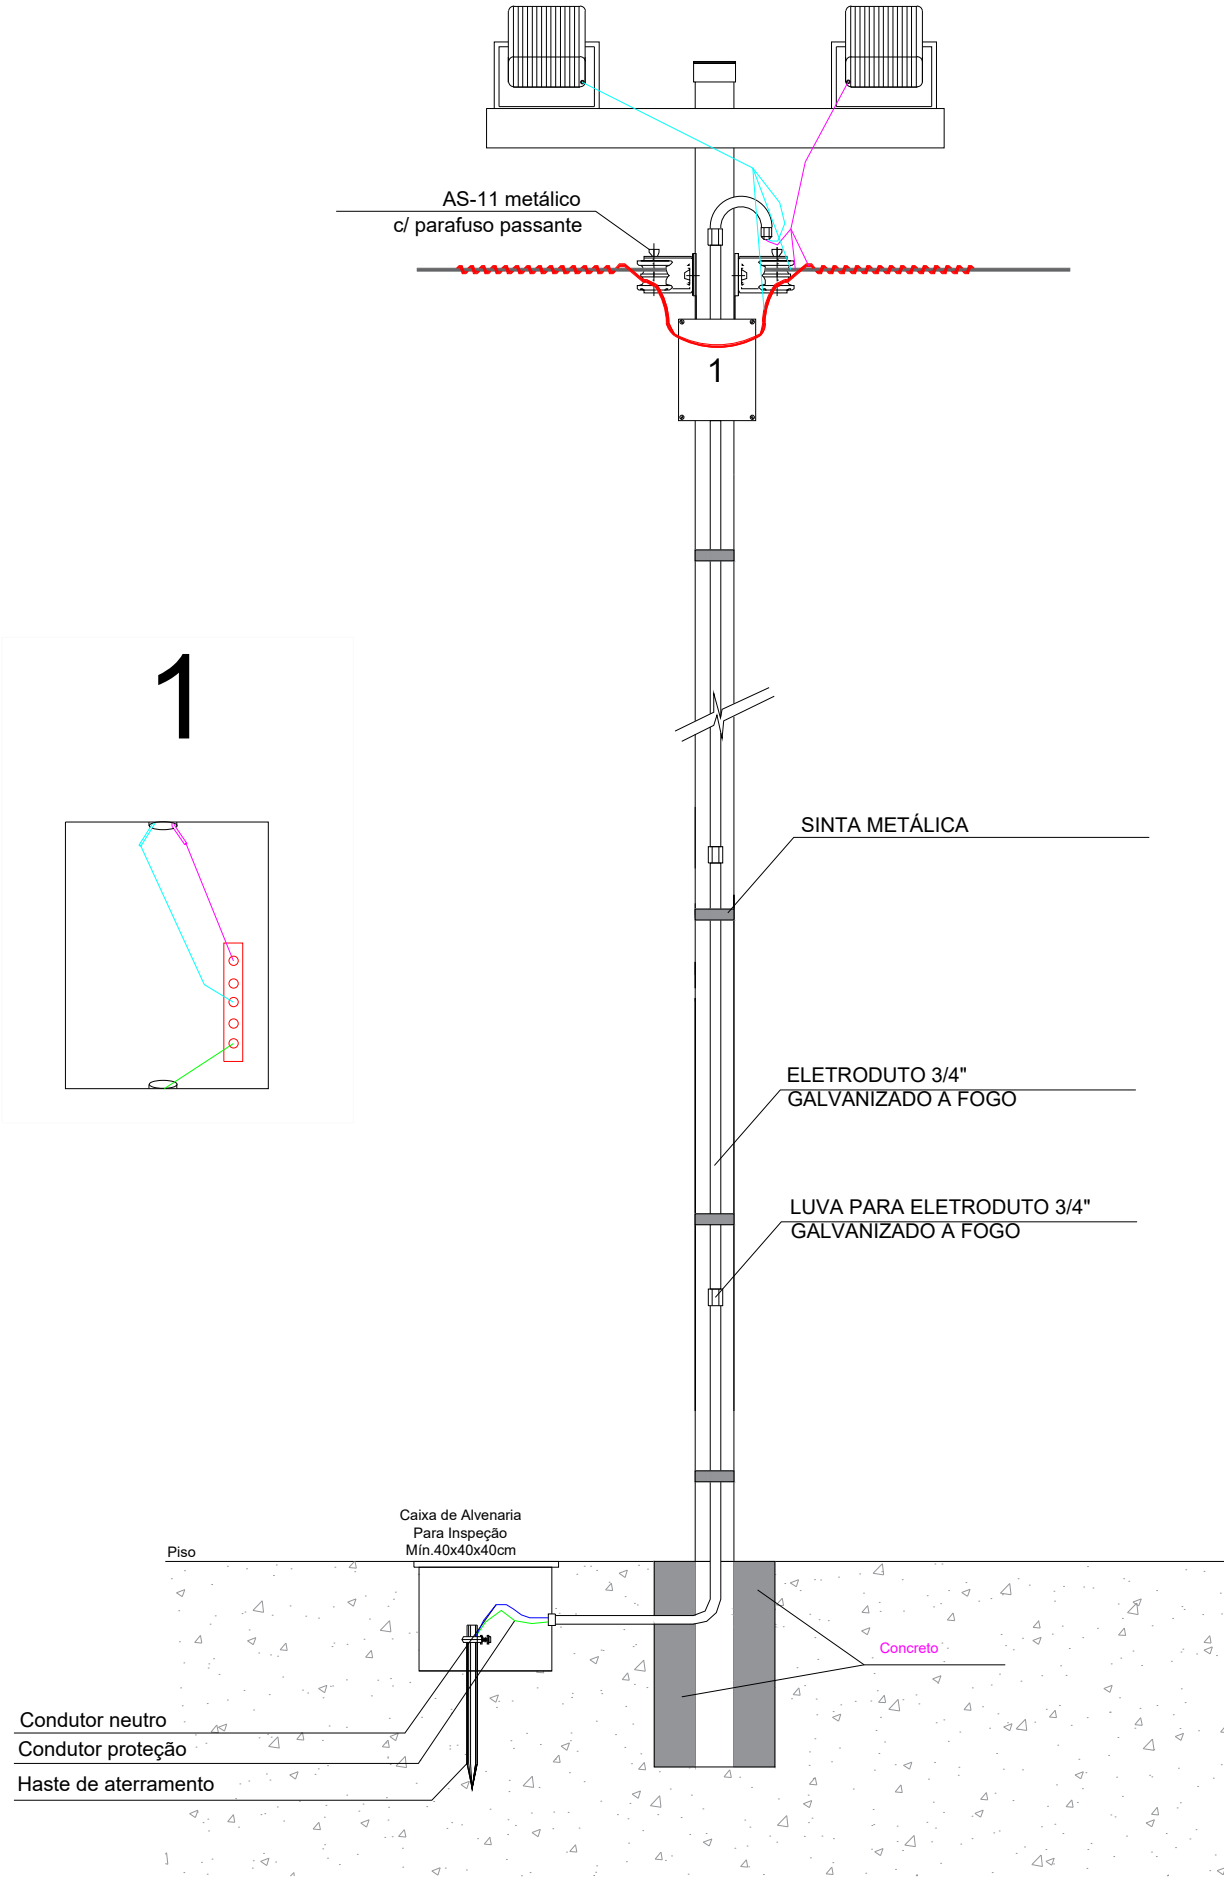 AS-11 metálico
c/ parafuso passante
1
1
SINTA METÁLICA
ELETRODUTO 3/4"
GALVANIZADO A FOGO
LUVA PARA ELETRODUTO 3/4"
GALVANIZADO A FOGO
Caixa de Alvenaria
Para Inspeção
Mín.40x40x40cm
Piso
Concreto
Condutor neutro
Condutor proteção
Haste de aterramento